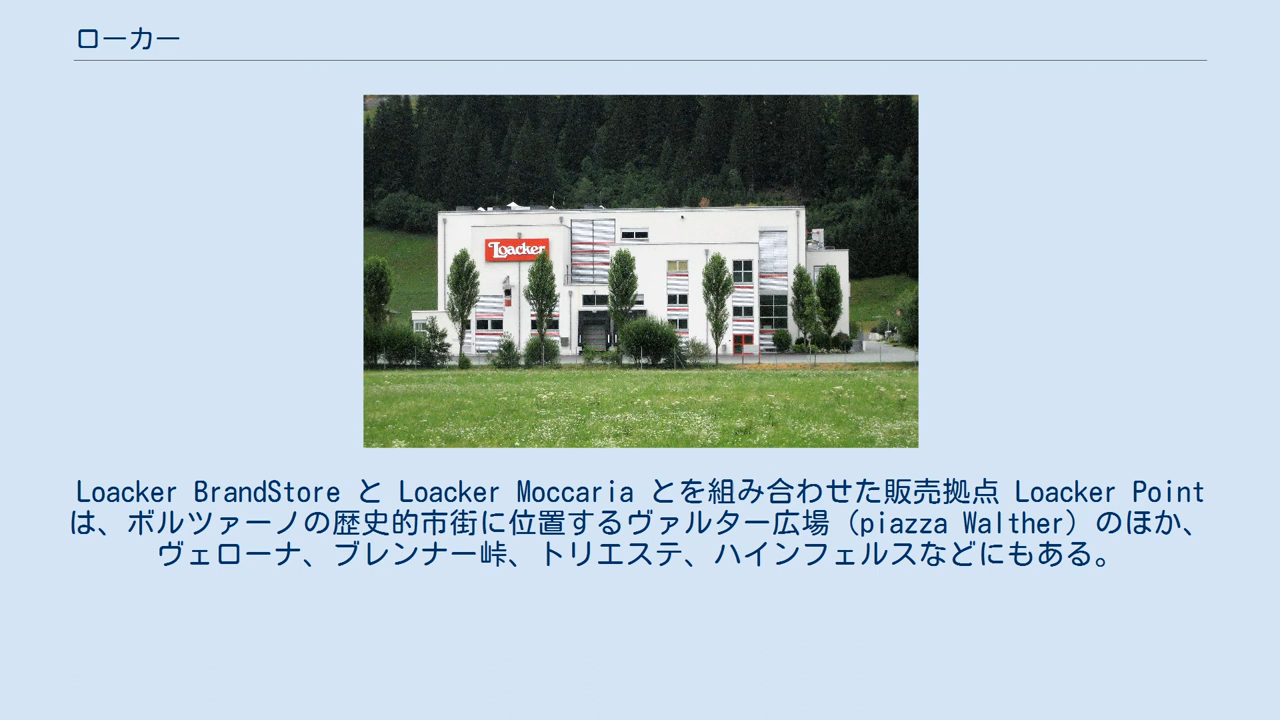 ローカー
Loacker
Loacker BrandStore と Loacker Moccaria とを組み合わせた販売拠点 Loacker Point
は、ボルツァーノの歴史的市街に位置するヴァルター広場（piazza Walther）のほか、
ヴェローナ、ブレンナー峠、トリエステ、ハインフェルスなどにもある。